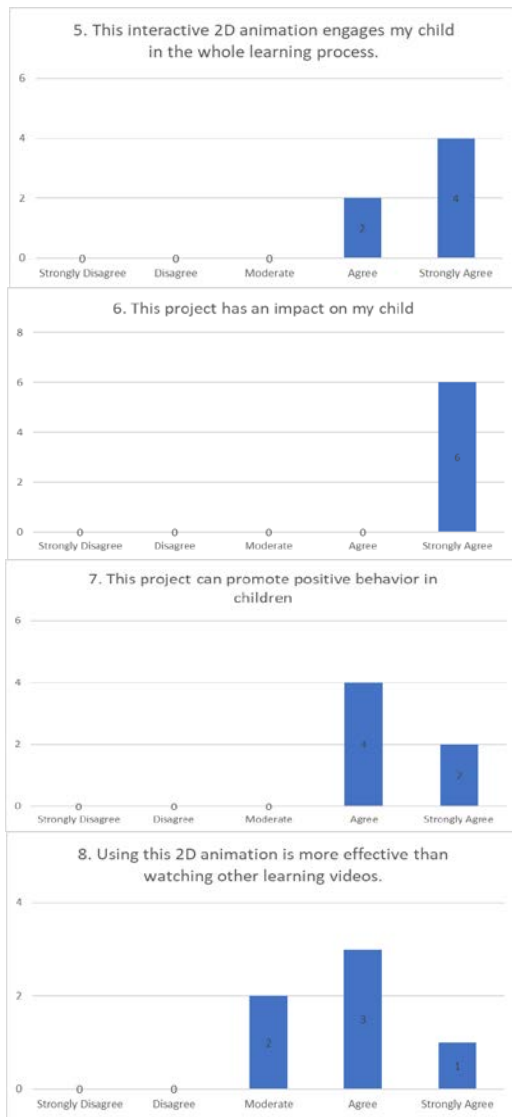 5. This interactive 2D animation engages my child
in the whole learning process.
6
4
2
0
0 0 0 2 4
Strongly Disagree Disagree Moderate Agree Strongly Agree
6. This project has an impact on my child
8
6
4
2
0
0 0 0 0 6
Strongly Disagree Disagree Moderate Agree Strongly Agree
7. This project can promote positive behavior in
children
6
4
2
0
0 0 0 4 2
Strongly Disagree Disagree Moderate Agree Strongly Agree
8. Using this 2D animation is more effective than
watching other learning videos.
4
2
0
0 0 2 3 1
Strongly Disagree Disagree Moderate Agree Strongly Agree